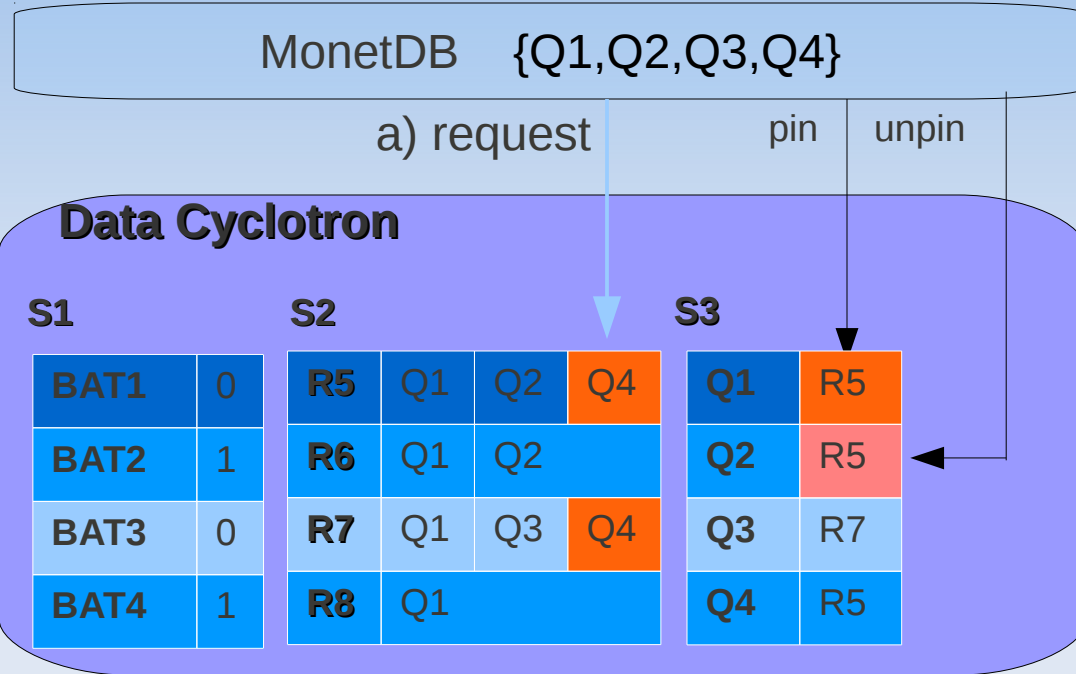 MonetDB {Q1,Q2,Q3,Q4}
a) request
pin
unpin
Data Cyclotron
S1
BAT1 0
BAT2 1
BAT3 0
BAT4 1
S2
R5 Q1 Q2 Q4
R6 Q1 Q2
R7 Q1 Q3 Q4
R8 Q1
S3
Q1 R5
Q2 R5
Q3 R7
Q4 R5